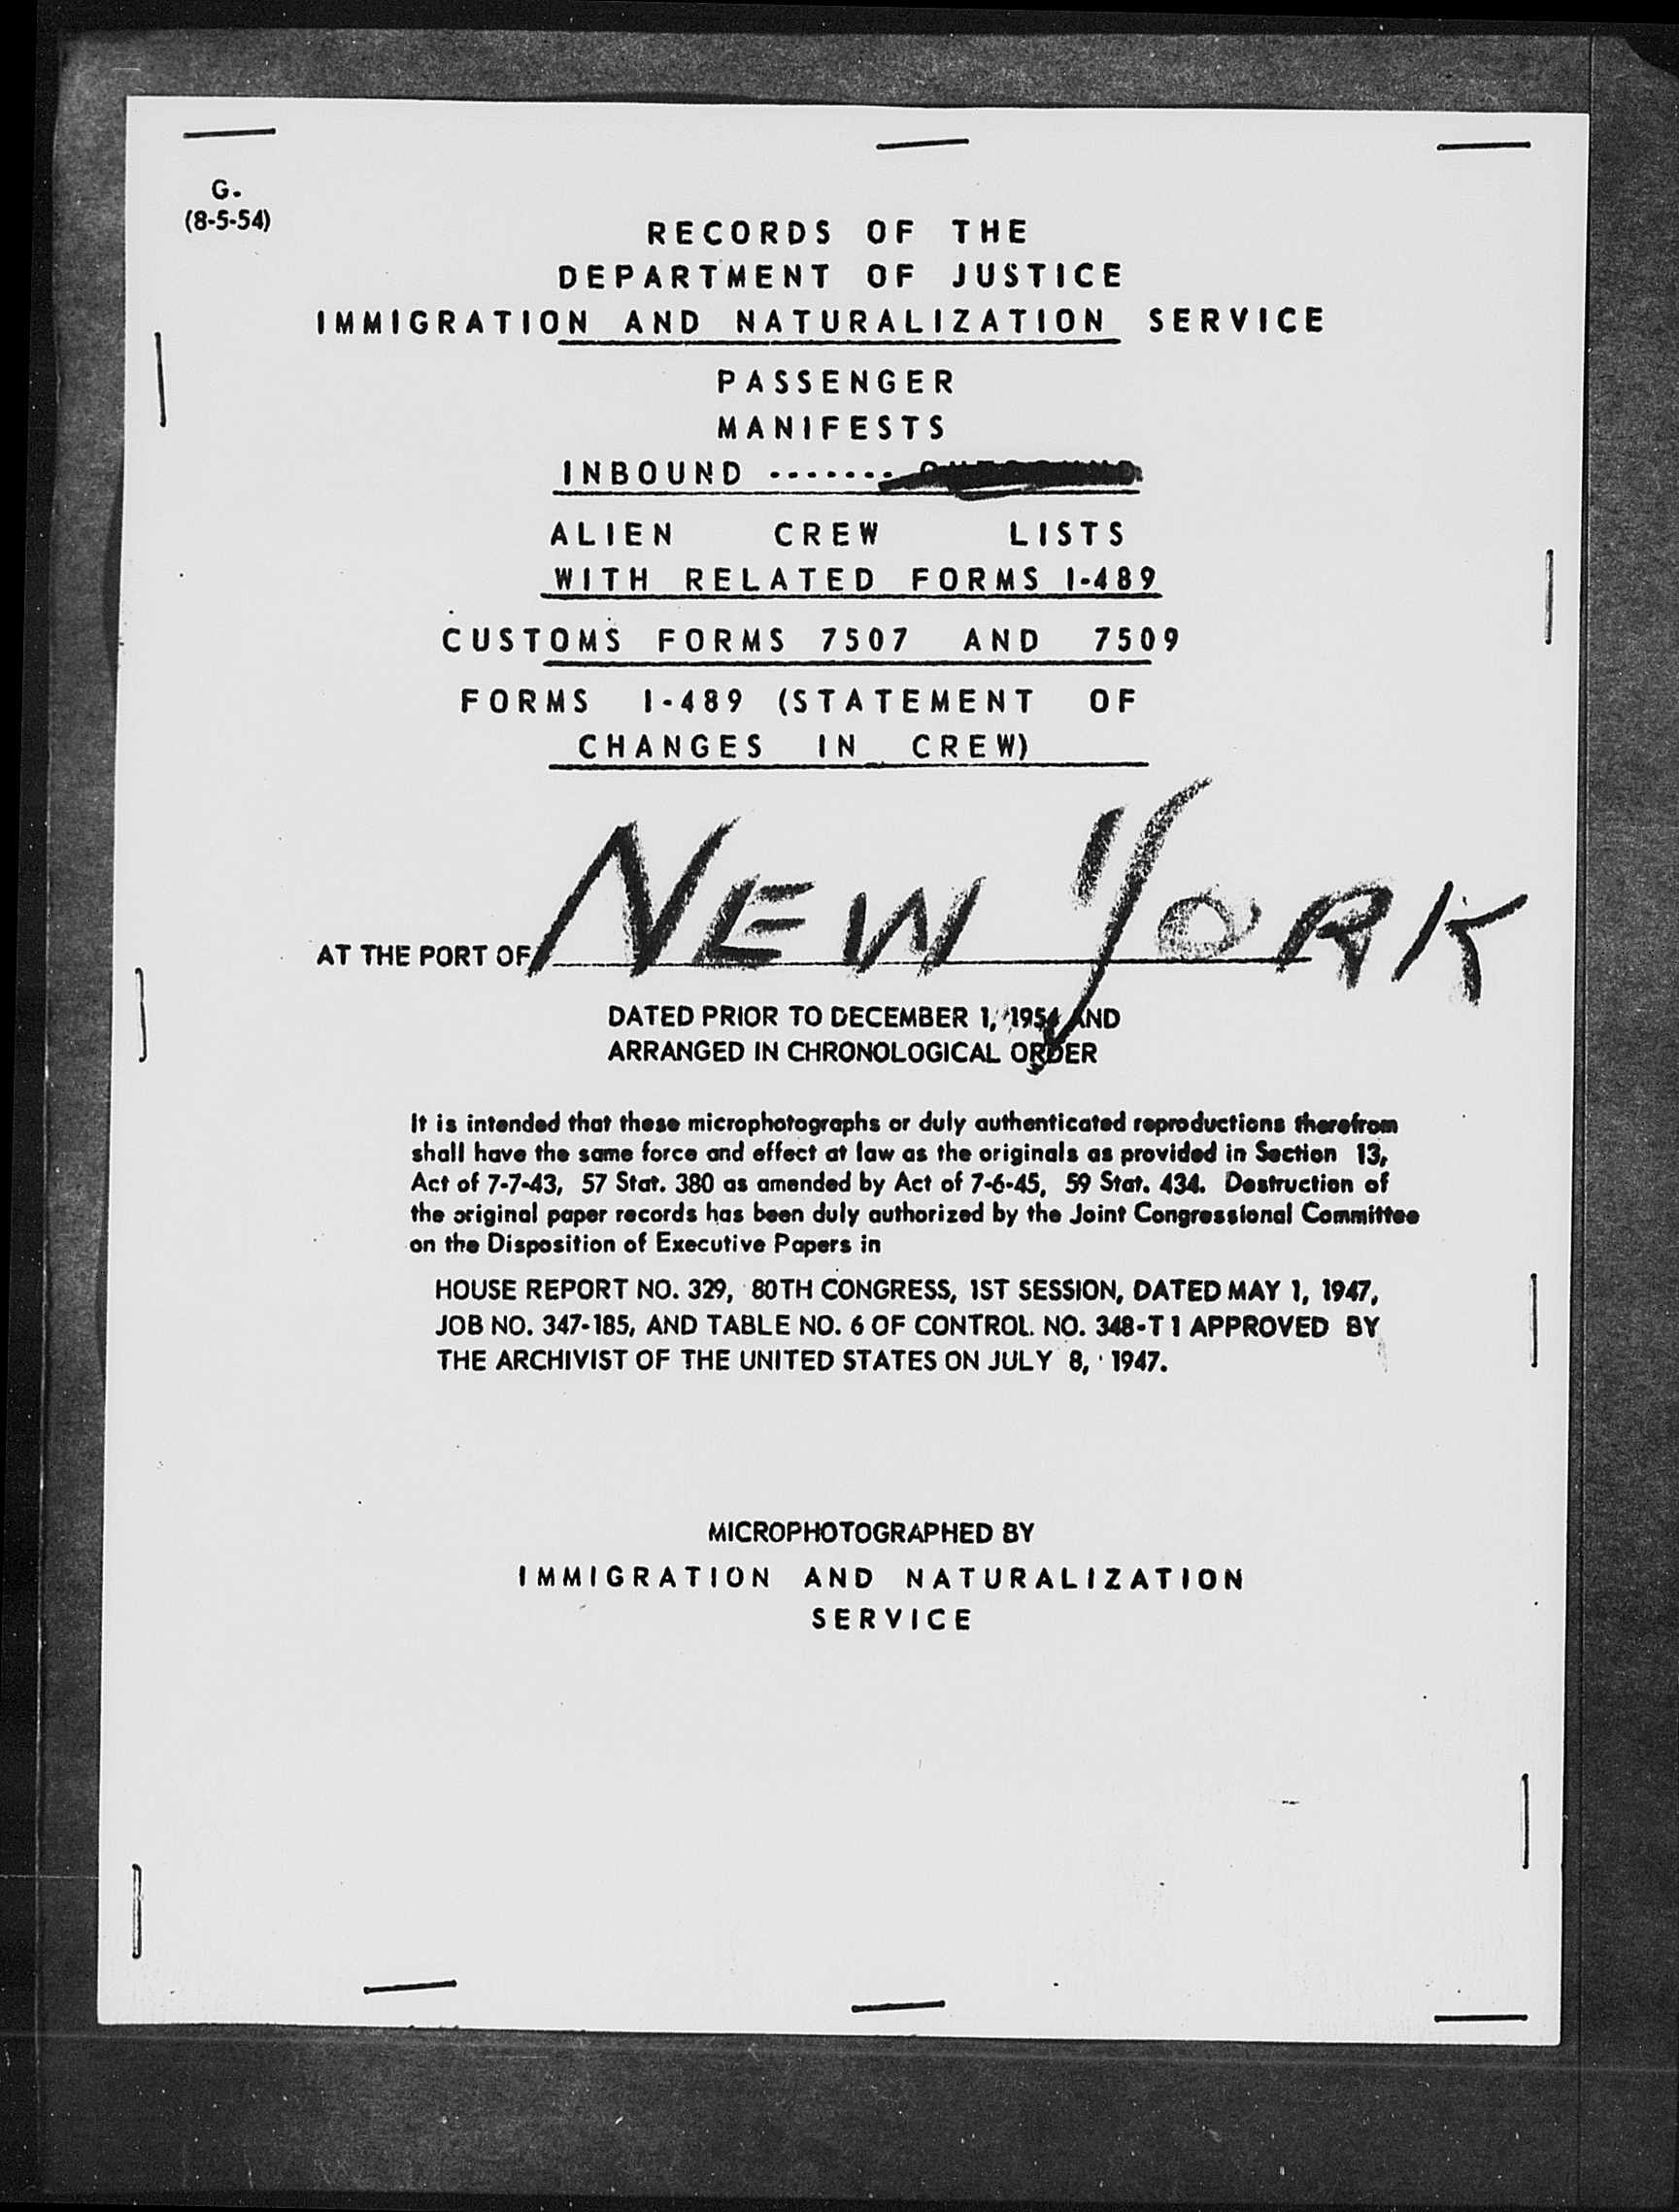 G.
(8-5-54)
RECORDS OF THE
DEPARTMENT OF JUSTICE
IMMIGRATION AND NATURALIZATION SERVICE
PASSENGER
MANIFESTS
INBOUND -------
ALIEN CREW LISTS
WITH RELATED FORMS I-489
CUSTOMS FORMS 7507 AND 7509
FORMS I-489 (STATEMENT OF
CHANGES IN CREW)
AT THE PORT OF NEW YORK
DATED PRIOR TO DECEMBER 1, 1954 AND
ARRANGED IN CHRONOLOGICAL ORDER
It is intended that these microphotographs or duly authenticated reproductions therefrom
shall have the same force and effect at law as the originals as provided in Section 13,
Act of 7-7-43, 57 Stat. 380 as amended by Act of 7-6-45, 59 Stat. 434. Destruction of
the original paper records has been duly authorized by the Joint Congressional Committee
on the Disposition of Executive Papers in
HOUSE REPORT NO. 329, 80TH CONGRESS, 1ST SESSION, DATED MAY 1, 1947,
JOB NO. 347-185, AND TABLE NO. 6 OF CONTROL NO. 348-T 1 APPROVED BY
THE ARCHIVIST OF THE UNITED STATES ON JULY 8, 1947.
MICROPHOTOGRAPHED BY
IMMIGRATION AND NATURALIZATION
SERVICE